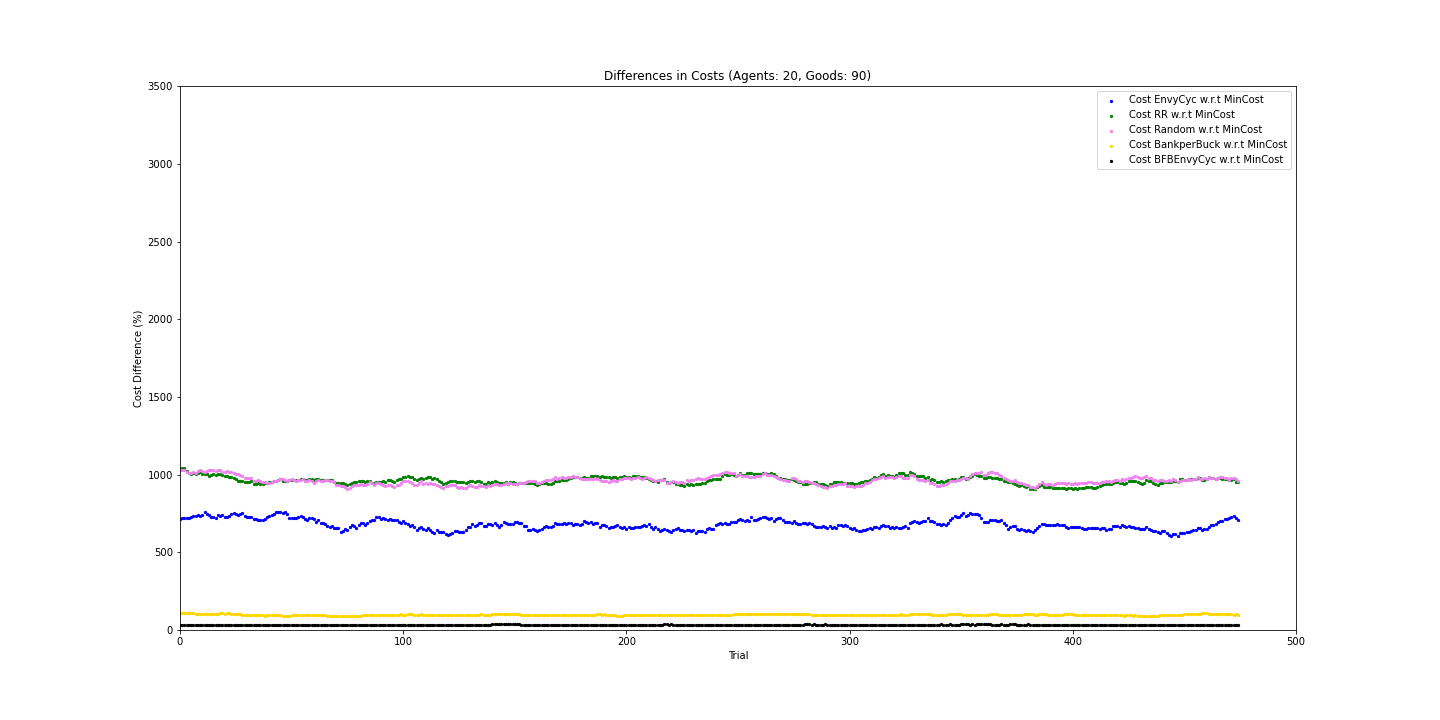 Differences in Costs (Agents: 20, Goods: 90)
3500
3000
2500
2000
1500
1000
500
0
Cost Difference (%)
Cost EnvyCyc w.r.t MinCost
Cost RR w.r.t MinCost
Cost Random w.r.t MinCost
Cost BankperBuck w.r.t MinCost
Cost BFBEnvyCyc w.r.t MinCost
0 100 200 300 400 500
Trial